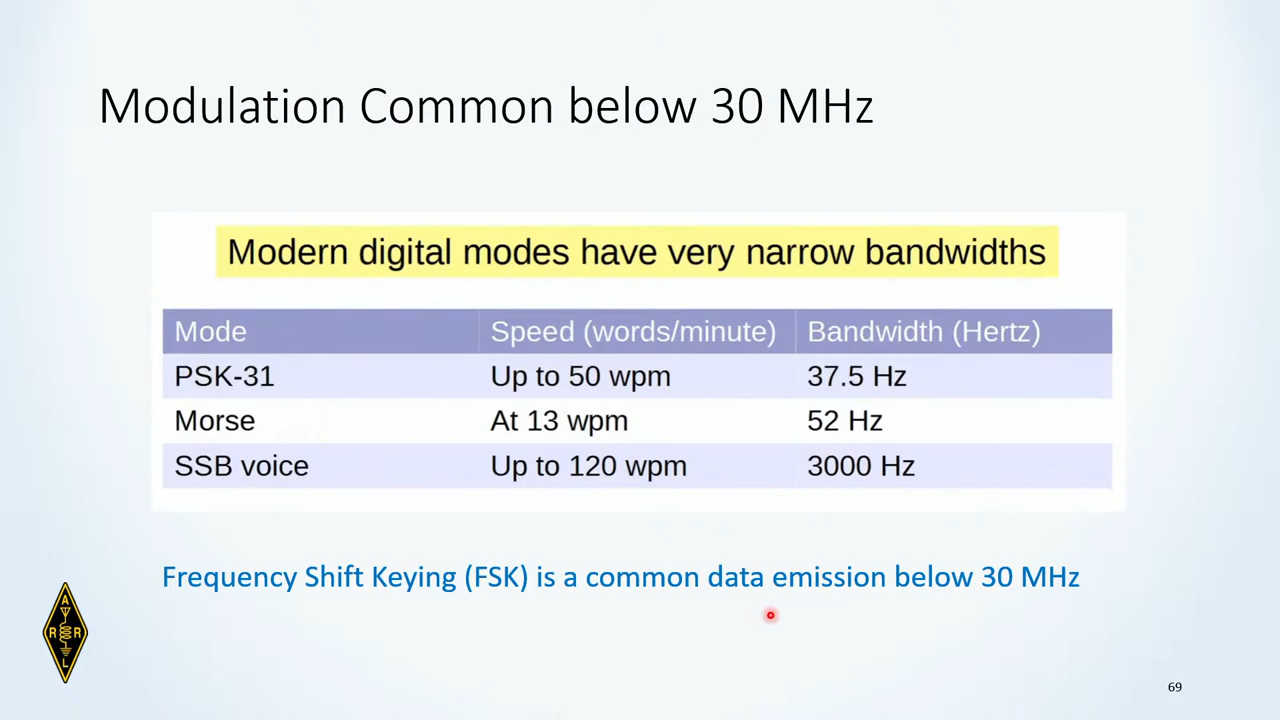 Modulation Common below 30 MHz
Modern digital modes have very narrow bandwidths
Mode Speed (words/minute) Bandwidth (Hertz)
PSK-31 Up to 50 wpm 37.5 Hz
Morse At 13 wpm 52 Hz
SSB voice Up to 120 wpm 3000 Hz
Frequency Shift Keying (FSK) is a common data emission below 30 MHz
A
R R
L
69